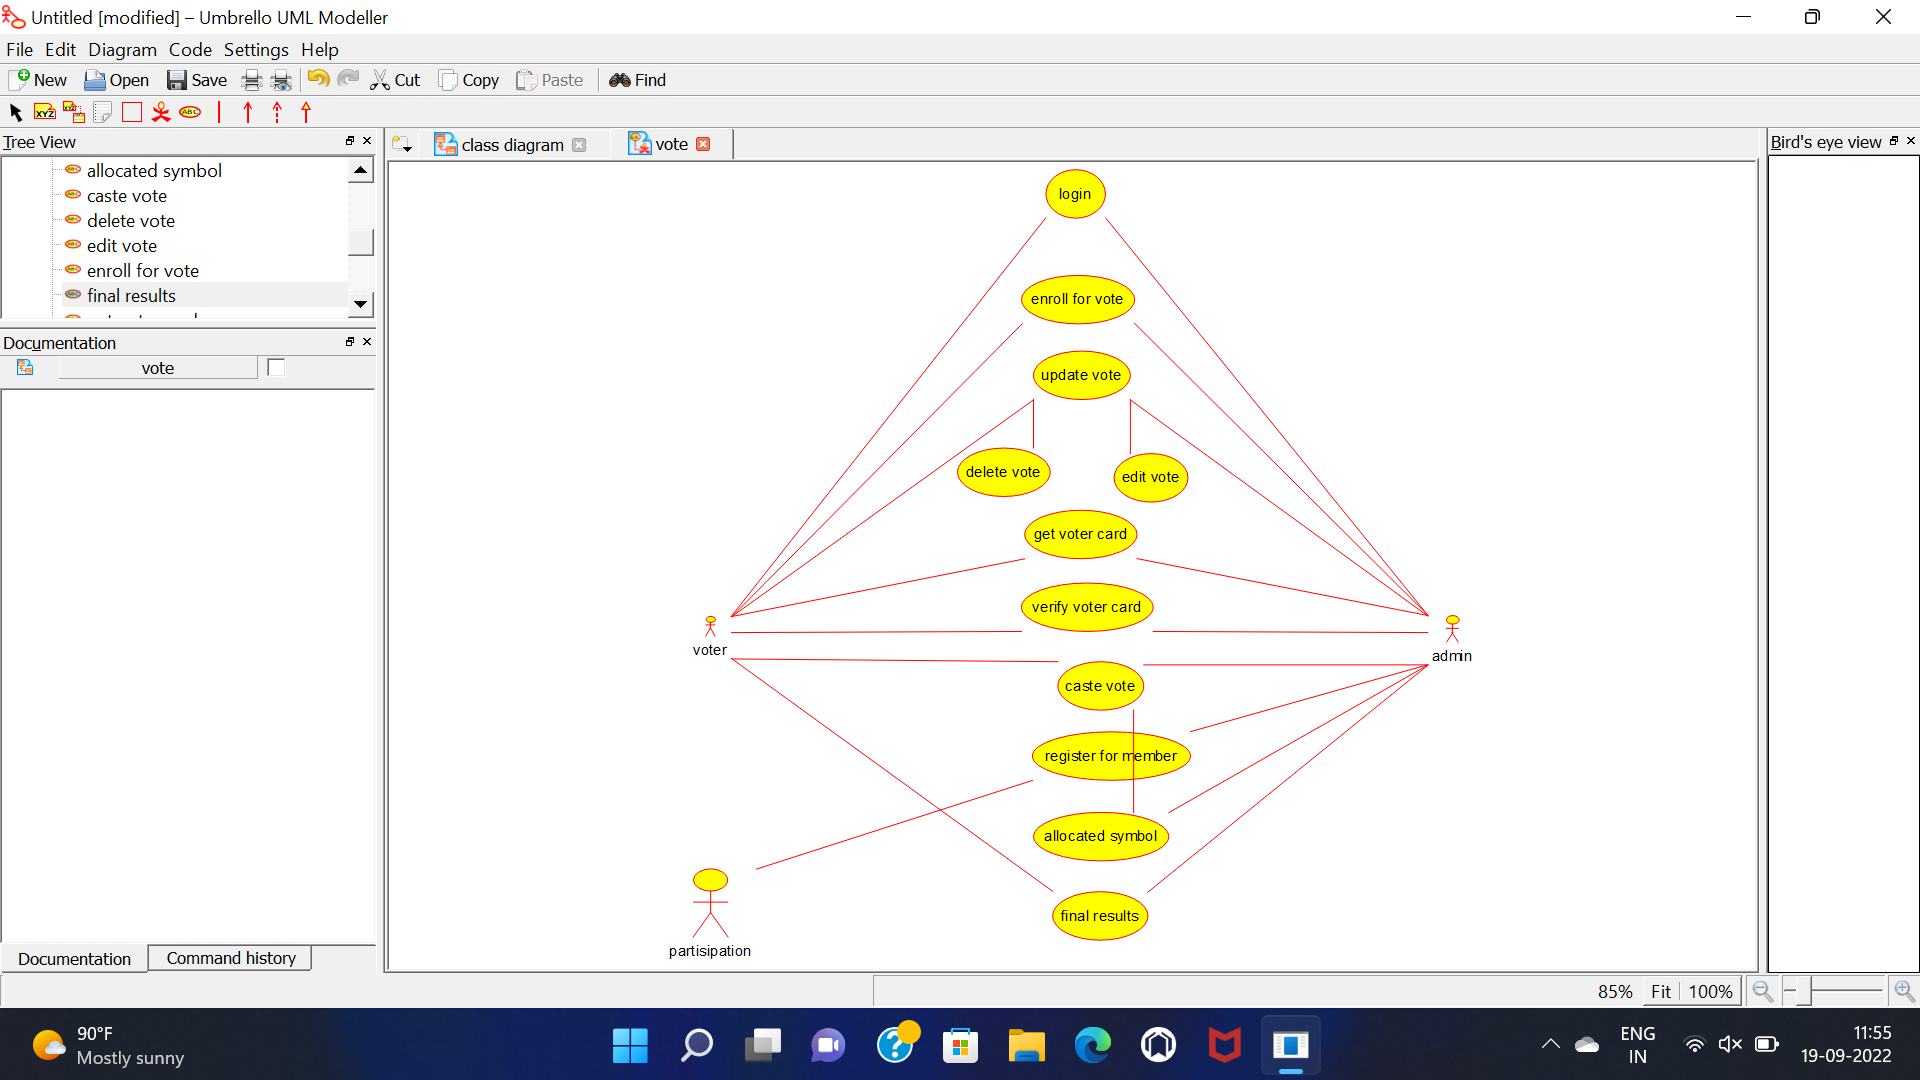 Untitled [modified] – Umbrello UML Modeller
File Edit Diagram Code Settings Help
New Open Save Cut Copy Paste Find
XYZ XYZ ABC
Tree View
allocated symbol
caste vote
delete vote
edit vote
enroll for vote
final results
Documentation
vote
Documentation Command history
class diagram vote
login
enroll for vote
update vote
delete vote
edit vote
get voter card
verify voter card
voter
admin
caste vote
register for member
allocated symbol
final results
partisipation
Bird's eye view
85% Fit 100%
90°F
Mostly sunny
ENG
IN
11:55
19-09-2022